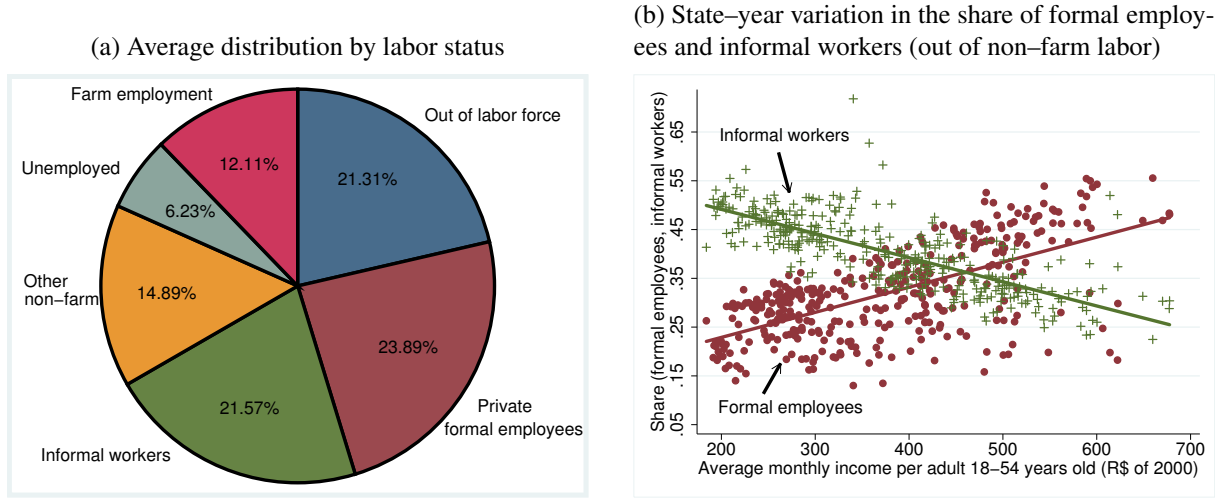 (a) Average distribution by labor status
Farm employment
Out of labor force
Unemployed
12.11%
21.31%
6.23%
Other
non–farm
14.89%
23.89%
21.57%
Private
formal employees
Informal workers
(b) State–year variation in the share of formal employ-
ees and informal workers (out of non–farm labor)
Share (formal employees, informal workers)
.65
.55
.45
.35
.25
.15
.05
Informal workers
Formal employees
200 300 400 500 600 700
Average monthly income per adult 18–54 years old (R$ of 2000)